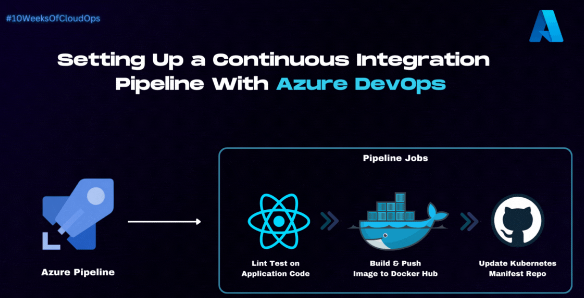 #10WeeksOfCloudOps
Setting Up a Continuous Integration
Pipeline With Azure DevOps
Pipeline Jobs
Azure Pipeline
Lint Test on
Application Code
Build & Push
Image to Docker Hub
Update Kubernetes
Manifest Repo